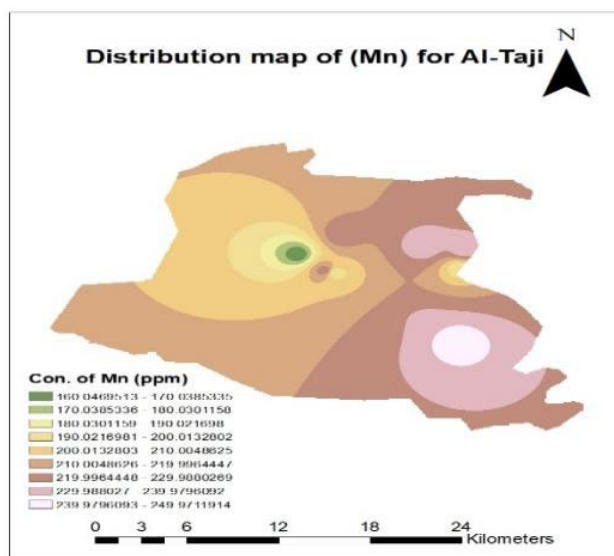 N
Distribution map of (Mn) for Al-Taji
Con. of Mn (ppm)
160.0469513 - 170.0385335
170.0385336 - 180.0301158
180.0301159 190.021698
190.0216981 - 200.0132802
200.0132803 - 210.0048625
210.0048626 - 219.9964447
219.9964448 - 229.9880269
229.988027 239.9796092
239.9796093 - 249.9711914
0 3 6 12 18 24
Kilometers